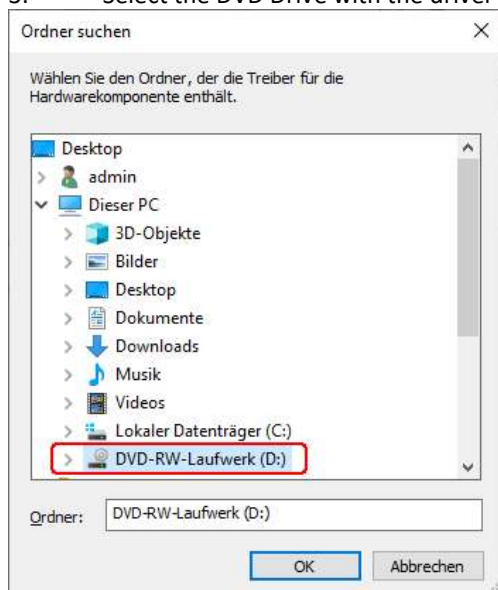 Select the DVD Drive with the driver
Ordner suchen
Wählen Sie den Ordner, der die Treiber für die
Hardwarekomponente enthält.
Desktop
admin
Dieser PC
3D-Objekte
Bilder
Desktop
Dokumente
Downloads
Musik
Videos
Lokaler Datenträger (C:)
DVD-RW-Laufwerk (D:)
Ordner: DVD-RW-Laufwerk (D:)
OK Abbrechen